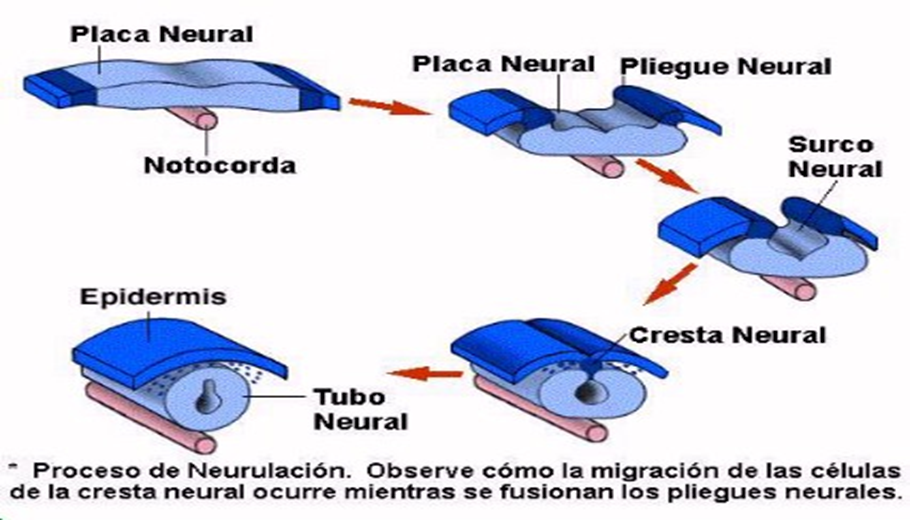 Placa Neural
Placa Neural
Pliegue Neural
Notocorda
Surco
Neural
Epidermis
Cresta Neural
Tubo
Neural
* Proceso de Neurulación. Observe cómo la migración de las células
de la cresta neural ocurre mientras se fusionan los pliegues neurales.